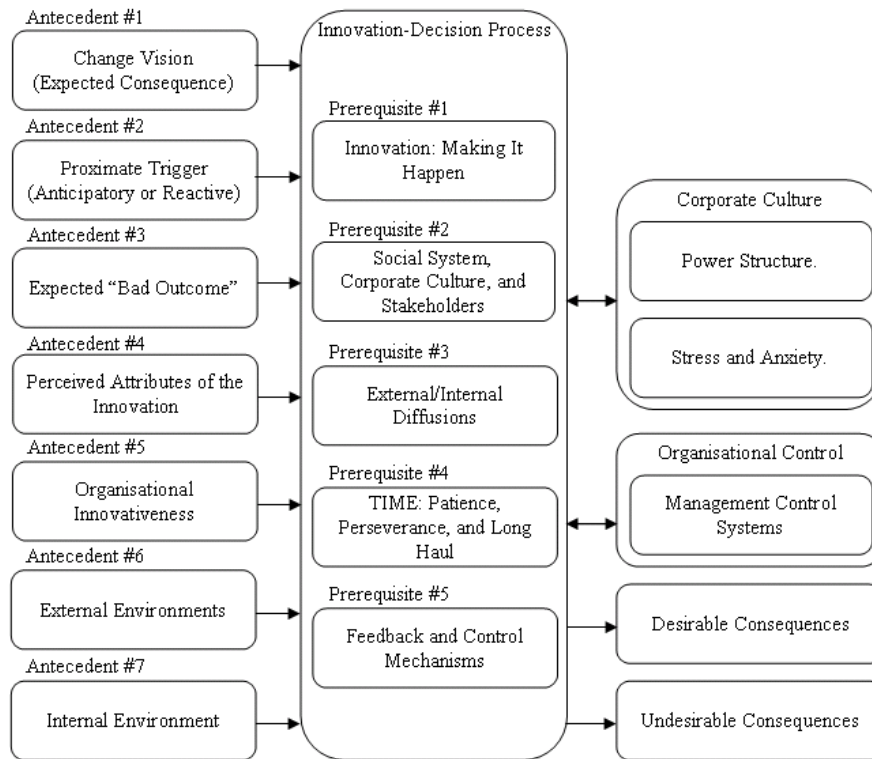 Antecedent #1
Change Vision
(Expected Consequence)
Antecedent #2
Proximate Trigger
(Anticipatory or Reactive)
Antecedent #3
Expected “Bad Outcome”
Antecedent #4
Perceived Attributes of the
Innovation
Antecedent #5
Organisational
Innovativeness
Antecedent #6
External Environments
Antecedent #7
Internal Environment
Innovation-Decision Process
Prerequisite #1
Innovation: Making It
Happen
Prerequisite #2
Social System,
Corporate Culture, and
Stakeholders
Prerequisite #3
External/Internal
Diffusions
Prerequisite #4
TIME: Patience,
Perseverance, and Long
Haul
Prerequisite #5
Feedback and Control
Mechanisms
Corporate Culture
Power Structure.
Stress and Anxiety.
Organisational Control
Management Control
Systems
Desirable Consequences
Undesirable Consequences